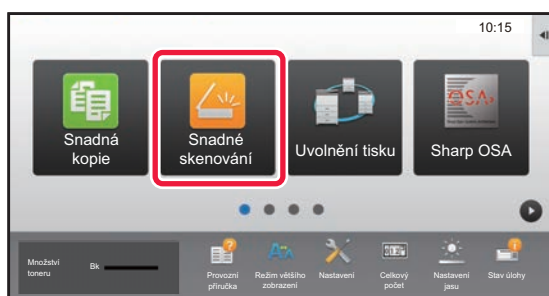 10:15
Snadná
kopie
Snadné
skenování
Uvolnění tisku
OSA
Sharp OSA
Množství
toneru
Bk
Provozní
příručka
Režim většího
zobrazení
Nastavení
Celkový
počet
Nastavení
jasu
Stav úlohy